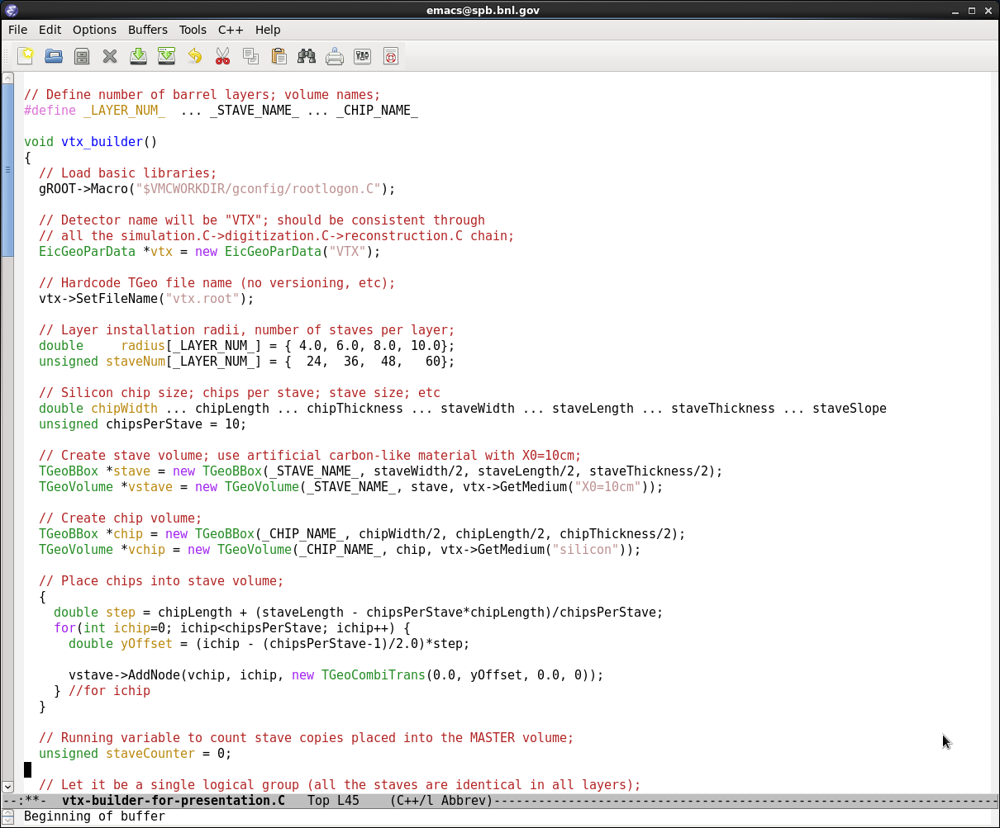 emacs@spb.bnl.gov
File Edit Options Buffers Tools C++ Help
// Define number of barrel layers; volume names;
#define _LAYER_NUM_  ... _STAVE_NAME_ ... _CHIP_NAME_
void vtx_builder()
{
  // Load basic libraries;
  gROOT->Macro("$VMCWORKDIR/gconfig/rootlogon.C");
  // Detector name will be "VTX"; should be consistent through
  // all the simulation.C->digitization.C->reconstruction.C chain;
  EicGeoParData *vtx = new EicGeoParData("VTX");
  // Hardcode TGeo file name (no versioning, etc);
  vtx->SetFileName("vtx.root");
  // Layer installation radii, number of staves per layer;
  double     radius[_LAYER_NUM_] = { 4.0, 6.0, 8.0, 10.0};
  unsigned staveNum[_LAYER_NUM_] = {  24,  36,  48,   60};
  // Silicon chip size; chips per stave; stave size; etc
  double chipWidth ... chipLength ... chipThickness ... staveWidth ... staveLength ... staveThickness ... staveSlope
  unsigned chipsPerStave = 10;
  // Create stave volume; use artificial carbon-like material with X0=10cm;
  TGeoBBox *stave = new TGeoBBox(_STAVE_NAME_, staveWidth/2, staveLength/2, staveThickness/2);
  TGeoVolume *vstave = new TGeoVolume(_STAVE_NAME_, stave, vtx->GetMedium("X0=10cm"));
  // Create chip volume;
  TGeoBBox *chip = new TGeoBBox(_CHIP_NAME_, chipWidth/2, chipLength/2, chipThickness/2);
  TGeoVolume *vchip = new TGeoVolume(_CHIP_NAME_, chip, vtx->GetMedium("silicon"));
  // Place chips into stave volume;
  {
    double step = chipLength + (staveLength - chipsPerStave*chipLength)/chipsPerStave;
    for(int ichip=0; ichip<chipsPerStave; ichip++) {
      double yOffset = (ichip - (chipsPerStave-1)/2.0)*step;
      vstave->AddNode(vchip, ichip, new TGeoCombiTrans(0.0, yOffset, 0.0, 0));
    } //for ichip
  }
  // Running variable to count stave copies placed into the MASTER volume;
  unsigned staveCounter = 0;
  // Let it be a single logical group (all the staves are identical in all layers);
--:**-  vtx-builder-for-presentation.C   Top L45    (C++/l Abbrev)--------------------------------------------------------------------
Beginning of buffer